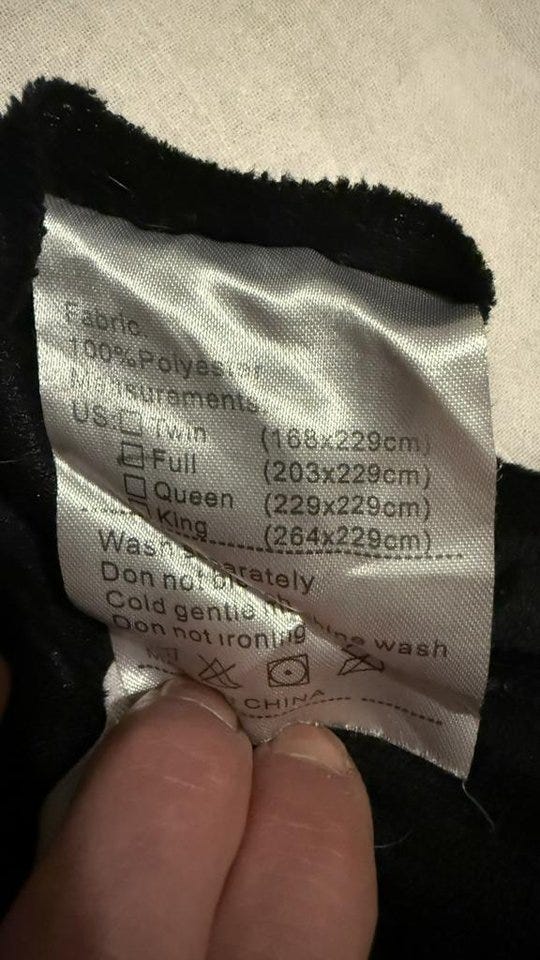 Fabric:
100%Polyester
Measurements:
US: Twin (168x229cm)
Full (203x229cm)
Queen (229x229cm)
King (264x229cm)
Wash separately
Don not
Cold gentle machine wash
Don not ironing
CHINA